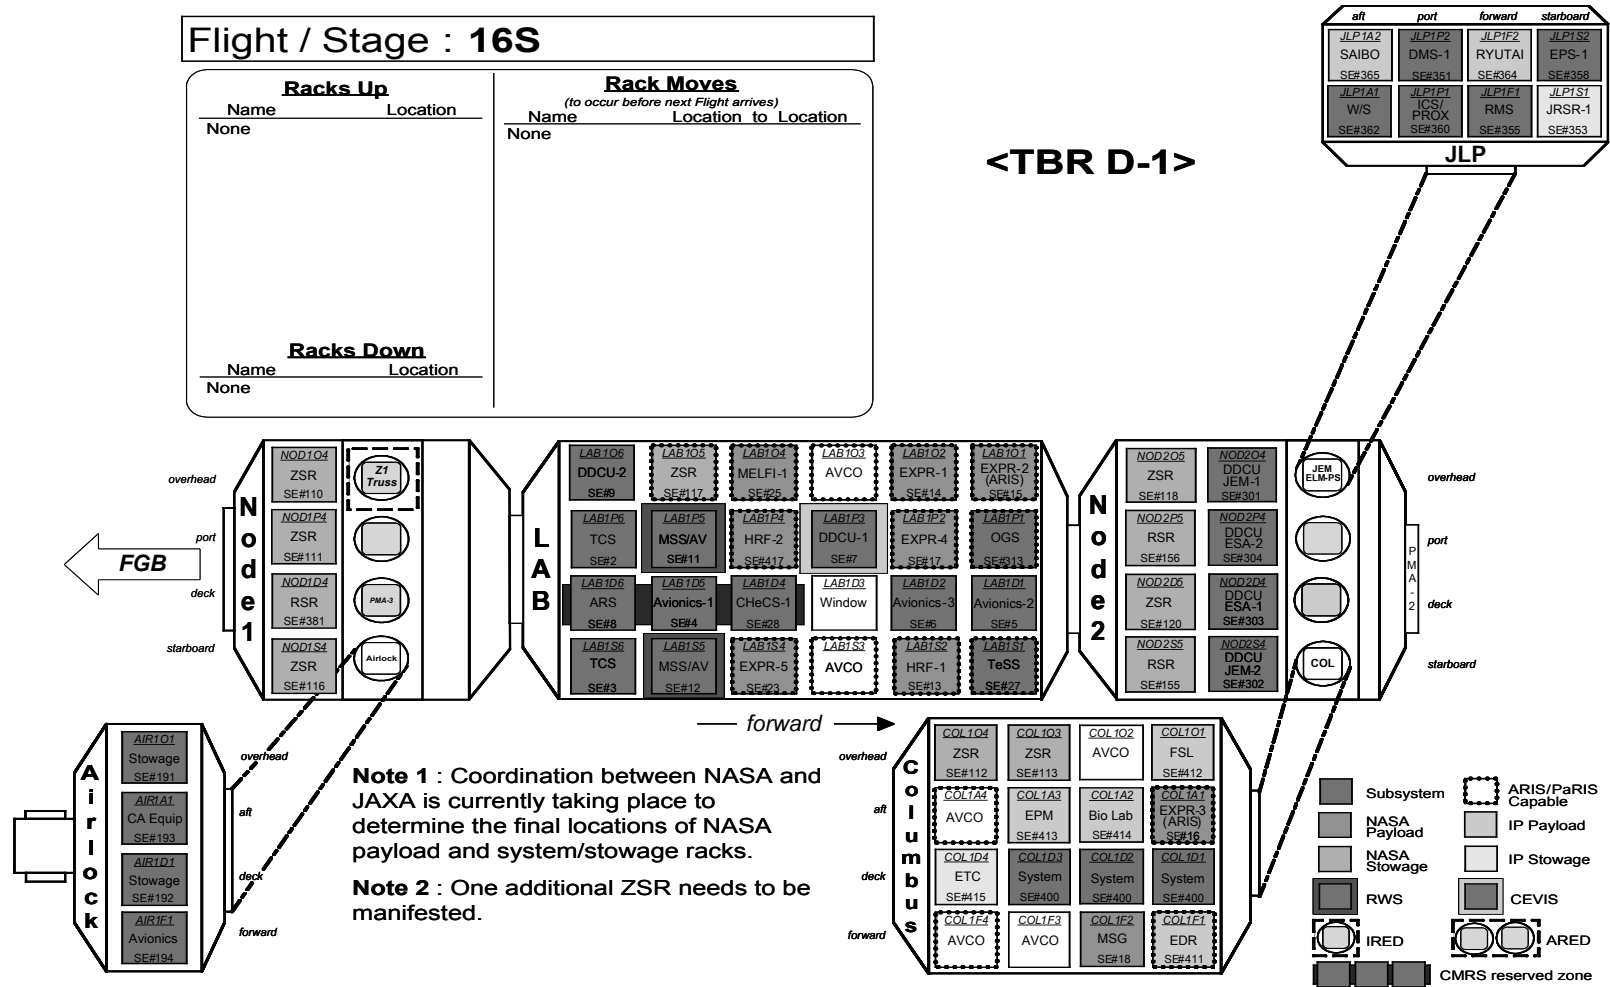 Flight / Stage : 16S
Racks Up
Name Location
None
Racks Down
Name Location
None
Rack Moves
(to occur before next Flight arrives)
Name Location to Location
None
<TBR D-1>
aft port forward starboard
JLP1A2 JLP1P2 JLP1F2 JLP1S2
SAIBO DMS-1 RYUTAI EPS-1
SE#365 SE#351 SE#364 SE#358
JLP1A1 JLP1P1 JLP1F1 JLP1S1
W/S ICS/ PROX RMS JRSR-1
SE#362 SE#360 SE#355 SE#353
JLP
FGB
overhead
port
deck
starboard
Node 1
NOD1O4
ZSR
SE#110
NOD1P4
ZSR
SE#111
NOD1D4
RSR
SE#381
NOD1S4
ZSR
SE#116
Z1
Truss
PMA-3
Airlock
LAB
LAB1O6 LAB1O5 LAB1O4 LAB1O3 LAB1O2 LAB1O1
DDCU-2 ZSR MELFI-1 AVCO EXPR-1 EXPR-2 (ARIS)
SE#9 SE#117 SE#25 SE#14 SE#15
LAB1P6 LAB1P5 LAB1P4 LAB1P3 LAB1P2 LAB1P1
TCS MSS/AV HRF-2 DDCU-1 EXPR-4 OGS
SE#2 SE#11 SE#417 SE#7 SE#17 SE#313
LAB1D6 LAB1D5 LAB1D4 LAB1D3 LAB1D2 LAB1D1
ARS Avionics-1 CHeCS-1 Window Avionics-3 Avionics-2
SE#8 SE#4 SE#28 SE#6 SE#5
LAB1S6 LAB1S5 LAB1S4 LAB1S3 LAB1S2 LAB1S1
TCS MSS/AV EXPR-5 AVCO HRF-1 TeSS
SE#3 SE#12 SE#23 SE#13 SE#27
Node 2
NOD2O5 NOD2O4
ZSR DDCU JEM-1
SE#118 SE#301
NOD2P5 NOD2P4
RSR DDCU ESA-2
SE#156 SE#304
NOD2D5 NOD2D4
ZSR DDCU ESA-1
SE#120 SE#303
NOD2S5 NOD2S4
RSR DDCU JEM-2
SE#155 SE#302
JEM
ELM-PS
COL
PMA-2
overhead
port
deck
starboard
forward
Airlock
AIR1O1
Stowage
SE#191
AIR1A1
CA Equip
SE#193
AIR1D1
Stowage
SE#192
AIR1F1
Avionics
SE#194
overhead
aft
deck
forward
Note 1 : Coordination between NASA and
JAXA is currently taking place to
determine the final locations of NASA
payload and system/stowage racks.
Note 2 : One additional ZSR needs to be
manifested.
overhead
aft
deck
forward
Columbus
COL1O4 COL1O3 COL1O2 COL1O1
ZSR ZSR AVCO FSL
SE#112 SE#113 SE#412
COL1A4 COL1A3 COL1A2 COL1A1
AVCO EPM Bio Lab EXPR-3 (ARIS)
SE#413 SE#414 SE#16
COL1D4 COL1D3 COL1D2 COL1D1
ETC System System System
SE#415 SE#400 SE#400 SE#400
COL1F4 COL1F3 COL1F2 COL1F1
AVCO AVCO MSG EDR
SE#18 SE#411
Subsystem
NASA
Payload
NASA
Stowage
RWS
IRED
ARIS/PaRIS
Capable
IP Payload
IP Stowage
CEVIS
ARED
CMRS reserved zone